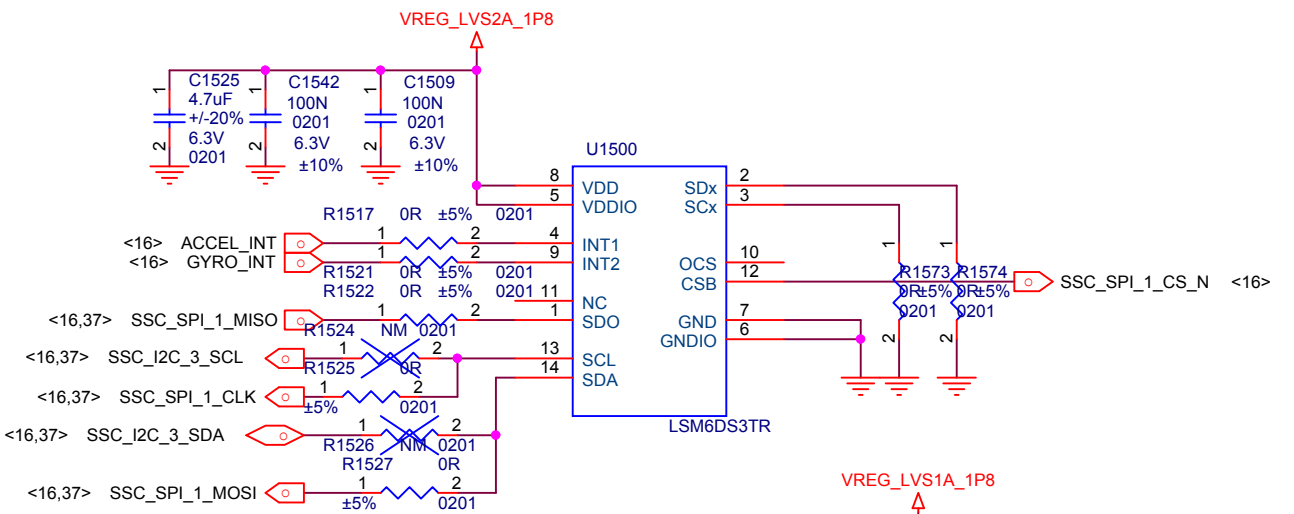 VREG_LVS2A_1P8
C1525
4.7uF
+/-20%
6.3V
0201
1
2
C1542
100N
0201
6.3V
±10%
1
2
C1509
100N
0201
6.3V
±10%
1
2
U1500
8 VDD
5 VDDIO
4 INT1
9 INT2
11 NC
1 SDO
13 SCL
14 SDA
SDx 2
SCx 3
OCS 10
CSB 12
GND 7
GNDIO 6
LSM6DS3TR
R1517 0R ±5% 0201
<16> ACCEL_INT 1 2
<16> GYRO_INT 1 2
R1521 0R ±5% 0201
R1522 0R ±5% 0201
<16,37> SSC_SPI_1_MISO 1 2
R1524 NM 0201
<16,37> SSC_I2C_3_SCL 1 2
R1525 0R
<16,37> SSC_SPI_1_CLK 1 2
±5% 0201
<16,37> SSC_I2C_3_SDA 1 2
R1526 NM 0201
R1527 0R
<16,37> SSC_SPI_1_MOSI 1 2
±5% 0201
1 1
R1573 R1574
0R±5% 0R±5%
0201 0201
2 2
SSC_SPI_1_CS_N <16>
VREG_LVS1A_1P8